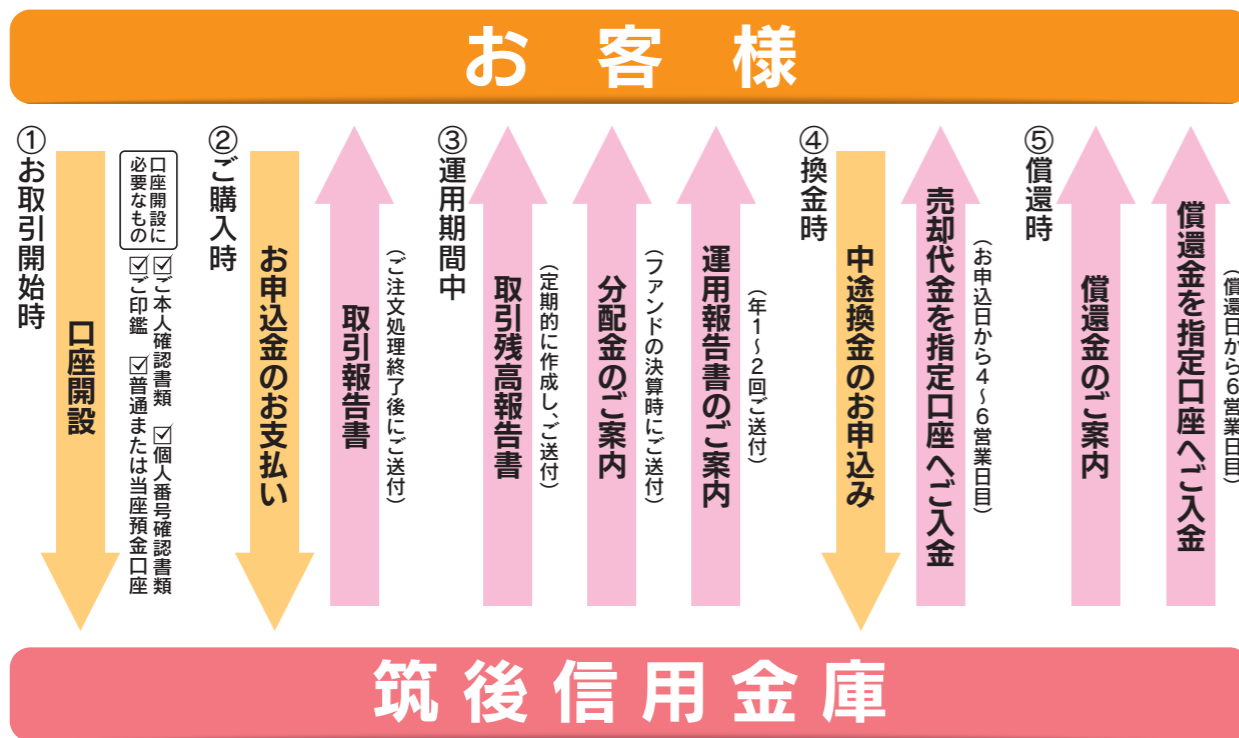 お客様
①お取引開始時
口座開設
口座開設に
必要なもの
☑ご本人確認書類 ☑個人番号確認書類
☑ご印鑑 ☑普通または当座預金口座
②ご購入時
お申込金のお支払い
取引報告書
（ご注文処理終了後にご送付）
③運用期間中
取引残高報告書
（定期的に作成し、ご送付）
分配金のご案内
（ファンドの決算時にご送付）
運用報告書のご案内
（年1～2回ご送付）
④換金時
中途換金のお申込み
売却代金を指定口座へご入金
（お申込日から4～6営業日目）
⑤償還時
償還金のご案内
償還金を指定口座へご入金
（償還日から6営業日目）
筑後信用金庫